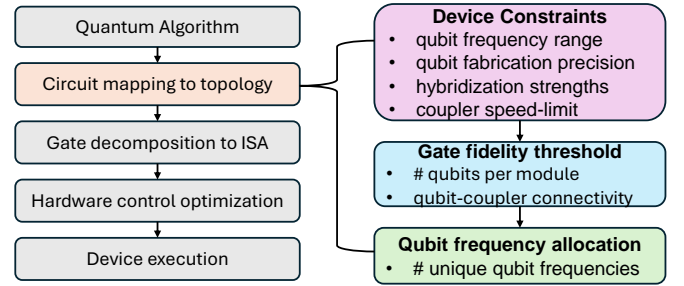 Quantum Algorithm
Circuit mapping to topology
Gate decomposition to ISA
Hardware control optimization
Device execution
Device Constraints
• qubit frequency range
• qubit fabrication precision
• hybridization strengths
• coupler speed-limit
Gate fidelity threshold
• # qubits per module
• qubit-coupler connectivity
Qubit frequency allocation
• # unique qubit frequencies